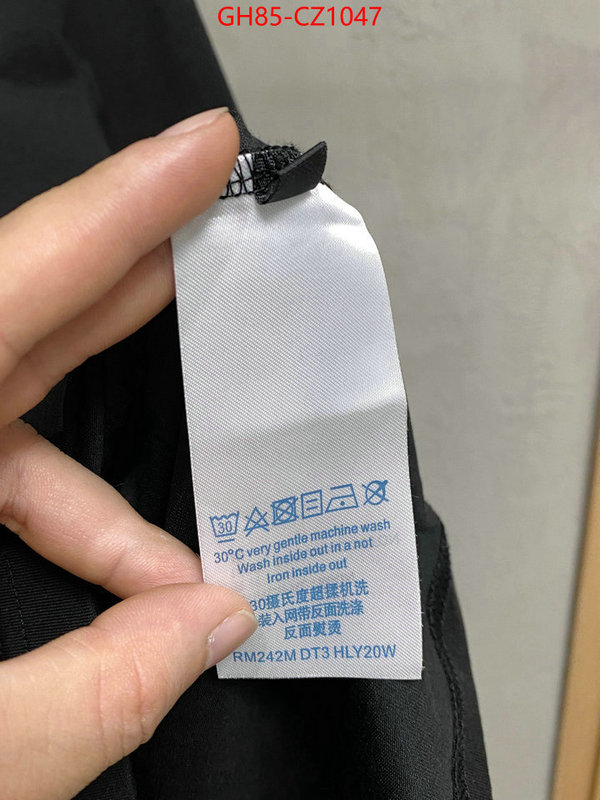 GH85-CZ1047
30
30°C very gentle machine wash
Wash inside out in a not
Iron inside out
30摄氏度超揉机洗
装入网带反面洗涤
反面熨烫
RM242M DT3 HLY20W